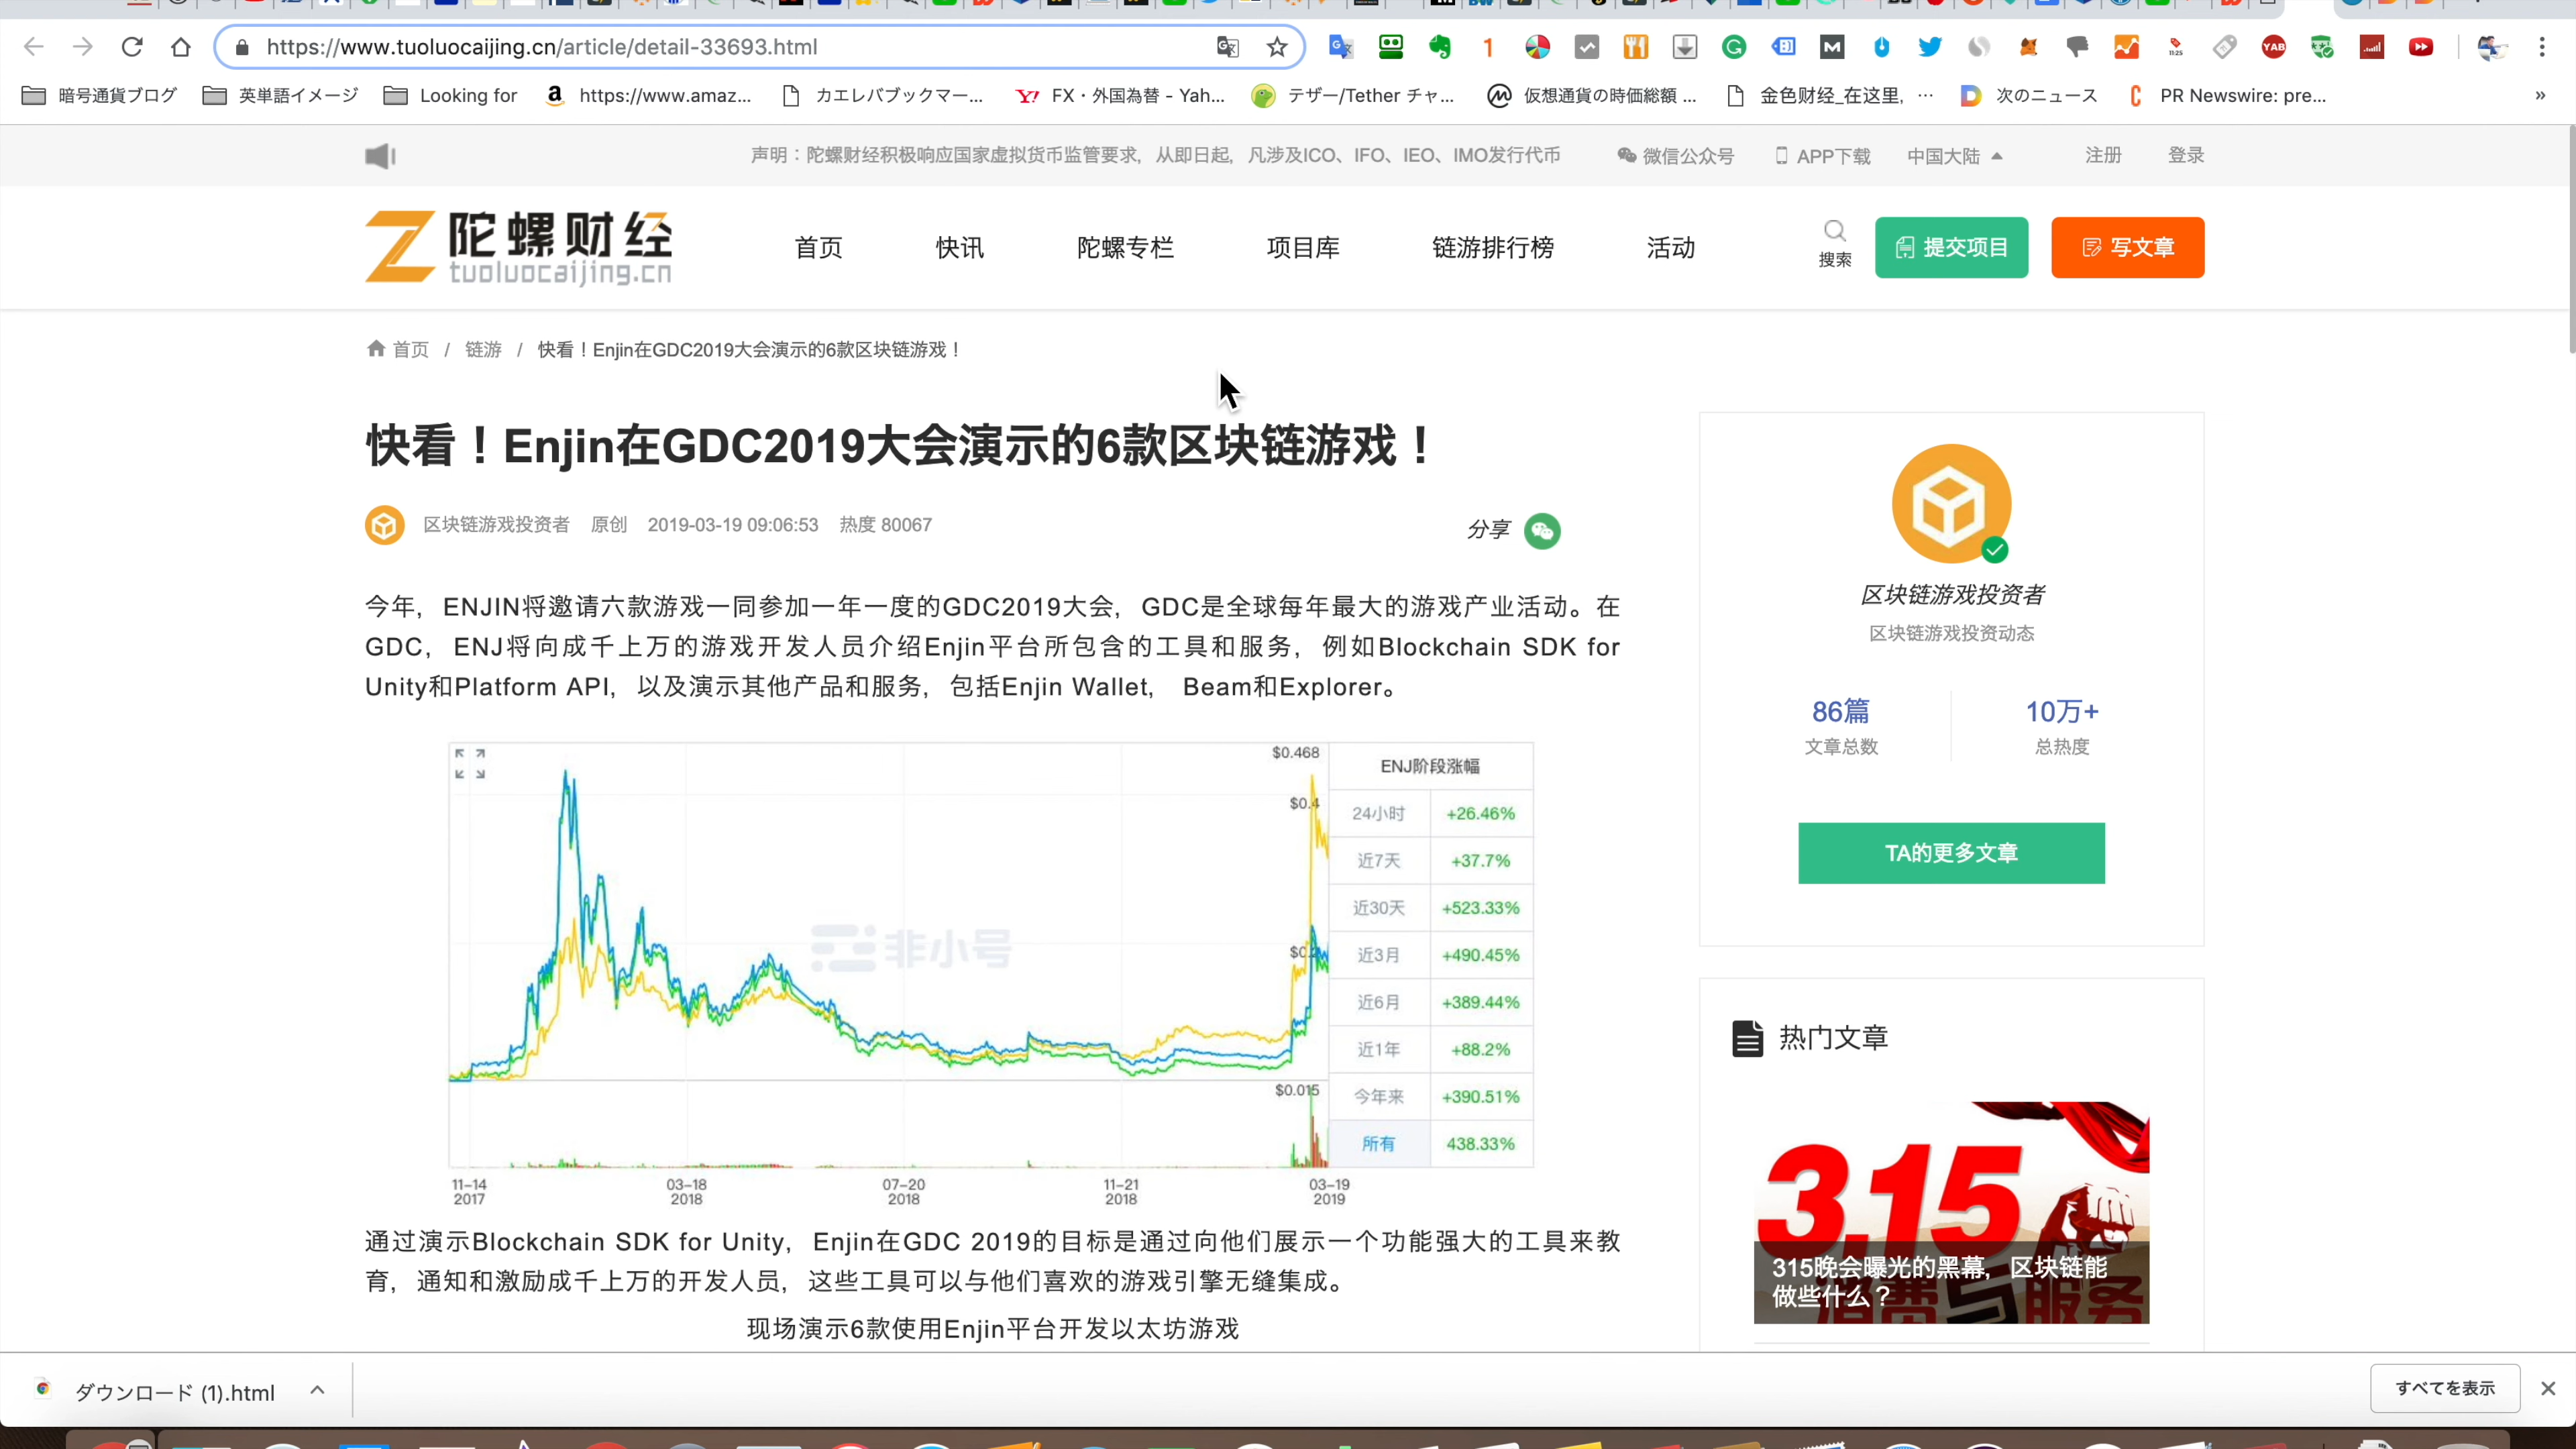 https://www.tuoluocaijing.cn/article/detail-33693.html
暗号通貨ブログ
英単語イメージ
Looking for
https://www.amaz...
カエレバブックマー...
FX・外国為替 - Yah...
テザー/Tether チャ...
仮想通貨の時価総額 ...
金色财经_在这里, …
次のニュース
PR Newswire: pre...
»
声明：陀螺财经积极响应国家虚拟货币监管要求，从即日起，凡涉及ICO、IFO、IEO、IMO发行代币
微信公众号
APP下载
中国大陆
注册
登录
陀螺财经
tuoluocaijing.cn
首页
快讯
陀螺专栏
项目库
链游排行榜
活动
搜索
提交项目
写文章
首页 / 链游 / 快看！Enjin在GDC2019大会演示的6款区块链游戏！
快看！Enjin在GDC2019大会演示的6款区块链游戏！
区块链游戏投资者 原创 2019-03-19 09:06:53 热度 80067
分享
今年，ENJIN将邀请六款游戏一同参加一年一度的GDC2019大会，GDC是全球每年最大的游戏产业活动。在
GDC，ENJ将向成千上万的游戏开发人员介绍Enjin平台所包含的工具和服务，例如Blockchain SDK for
Unity和Platform API，以及演示其他产品和服务，包括Enjin Wallet， Beam和Explorer。
$0.468
$0.4
$0.015
非小号
11-14
2017
03-18
2018
07-20
2018
11-21
2018
03-19
2019
ENJ阶段涨幅
24小时 +26.46%
近7天 +37.7%
近30天 +523.33%
近3月 +490.45%
近6月 +389.44%
近1年 +88.2%
今年来 +390.51%
所有 438.33%
通过演示Blockchain SDK for Unity，Enjin在GDC 2019的目标是通过向他们展示一个功能强大的工具来教
育，通知和激励成千上万的开发人员，这些工具可以与他们喜欢的游戏引擎无缝集成。
现场演示6款使用Enjin平台开发以太坊游戏
区块链游戏投资者
区块链游戏投资动态
86篇
文章总数
10万+
总热度
TA的更多文章
热门文章
3.15
315晚会曝光的黑幕，区块链能
做些什么？
ダウンロード (1).html
すべてを表示